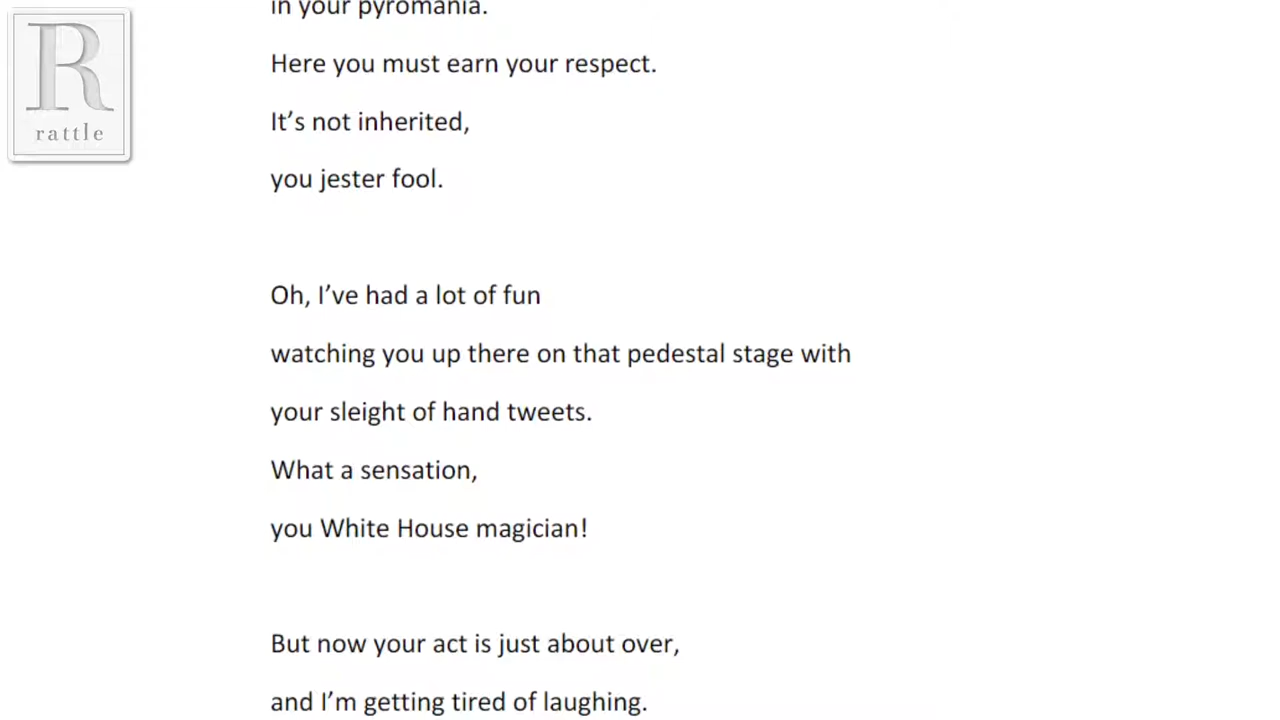 R
rattle
in your pyromania.
Here you must earn your respect.
It’s not inherited,
you jester fool.
Oh, I’ve had a lot of fun
watching you up there on that pedestal stage with
your sleight of hand tweets.
What a sensation,
you White House magician!
But now your act is just about over,
and I’m getting tired of laughing.